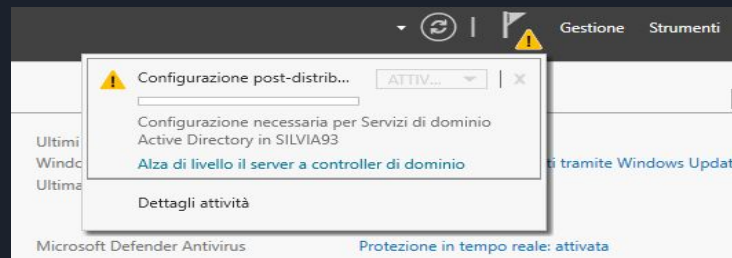 Gestione Strumenti
Configurazione post-distrib... ATTIV...
Configurazione necessaria per Servizi di dominio
Active Directory in SILVIA93
Ultimi
Windo
Alza di livello il server a controller di dominio
ti tramite Windows Updat
Ultima
Dettagli attività
Microsoft Defender Antivirus Protezione in tempo reale: attivata